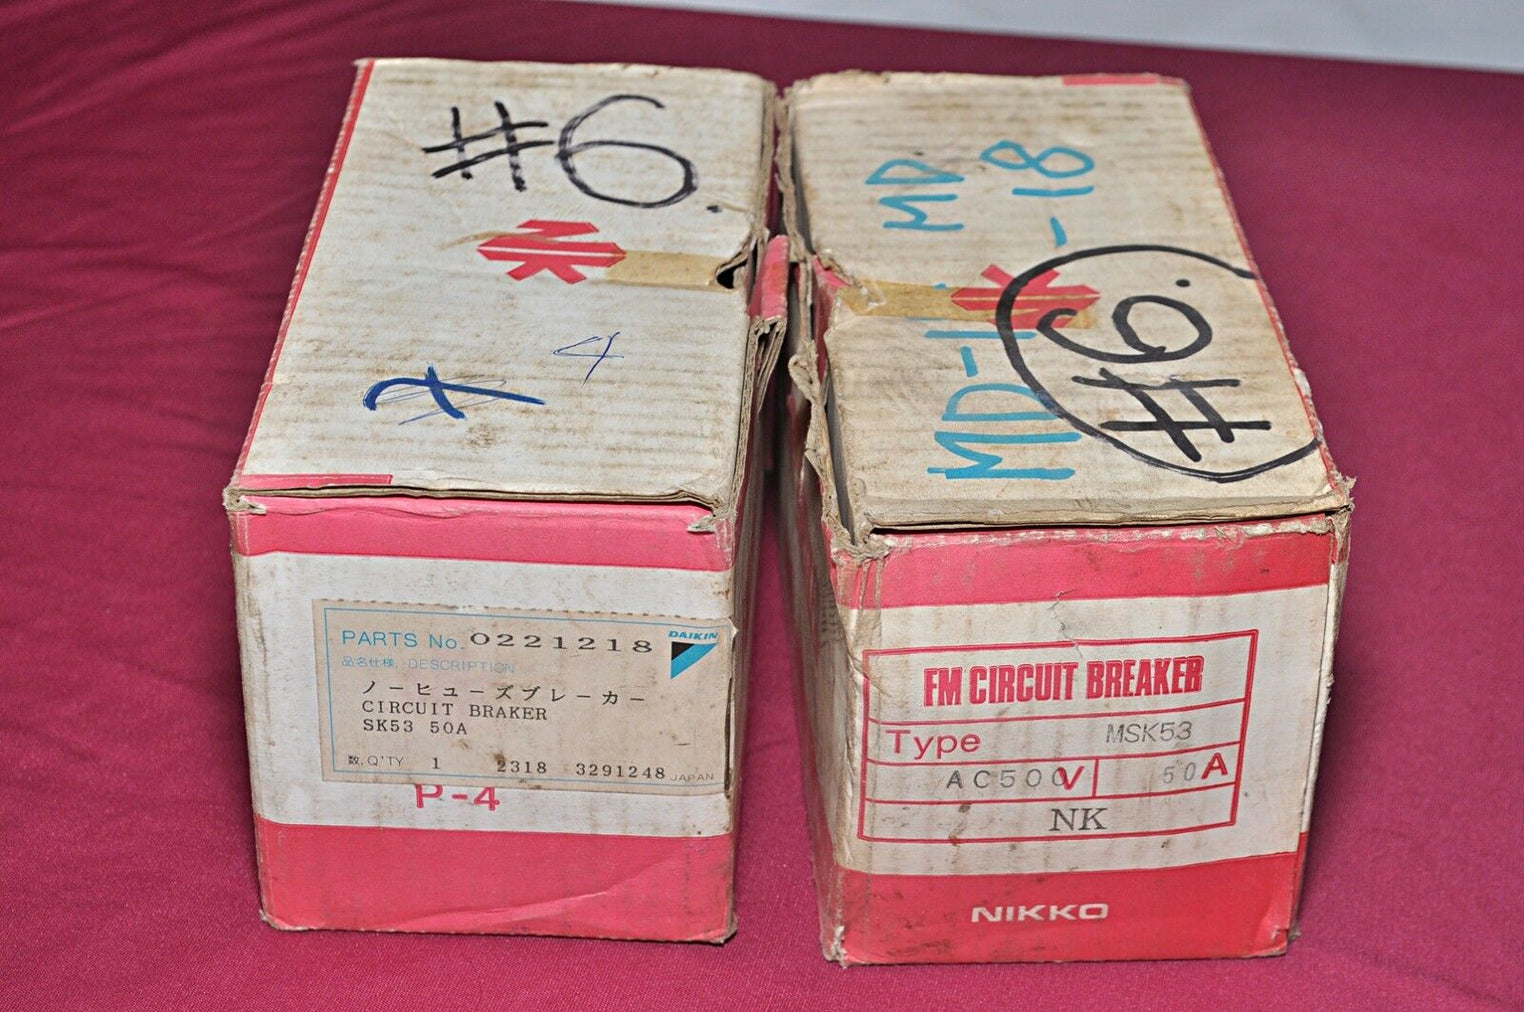 #6.
NK
4
PARTS No. 0221218 DAIKIN
品名仕様, DESCRIPTION
ノーヒューズブレーカー
CIRCUIT BRAKER
SK53 50A
数, Q'TY 1 2318 3291248 JAPAN
P-4
MD
-18
MD-1
#6.
FM CIRCUIT BREAKER
Type MSK53
AC500V 50A
NK
NIKKO